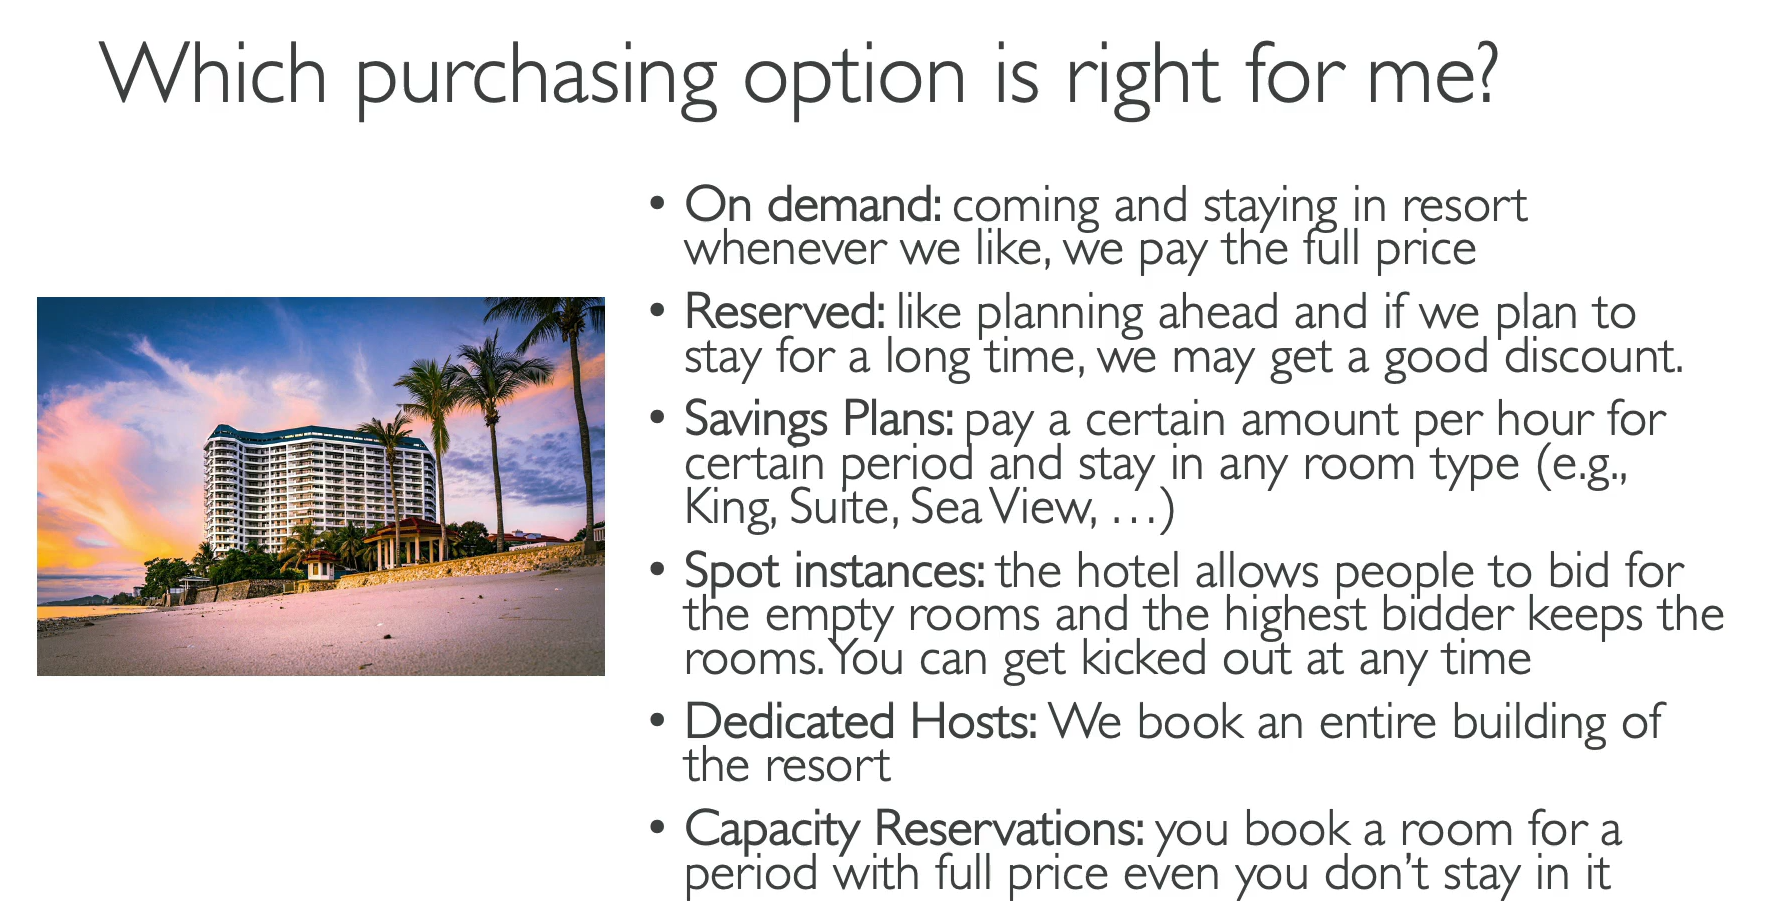 Which purchasing option is right for me?
• On demand: coming and staying in resort
whenever we like, we pay the full price
• Reserved: like planning ahead and if we plan to
stay for a long time, we may get a good discount.
• Savings Plans: pay a certain amount per hour for
certain period and stay in any room type (e.g.,
King, Suite, Sea View, …)
• Spot instances: the hotel allows people to bid for
the empty rooms and the highest bidder keeps the
rooms. You can get kicked out at any time
• Dedicated Hosts: We book an entire building of
the resort
• Capacity Reservations: you book a room for a
period with full price even you don’t stay in it